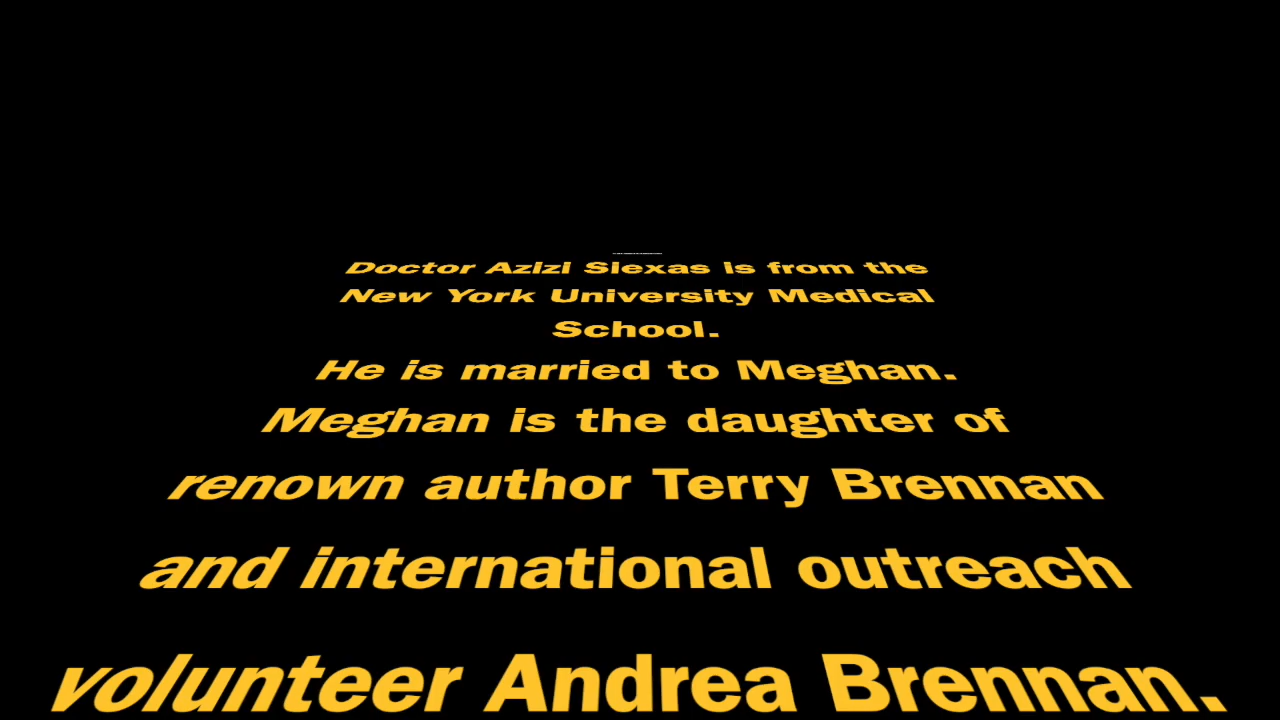 Doctor Azizi Siexas is from the
New York University Medical
School.
He is married to Meghan.
Meghan is the daughter of
renown author Terry Brennan
and international outreach
volunteer Andrea Brennan.